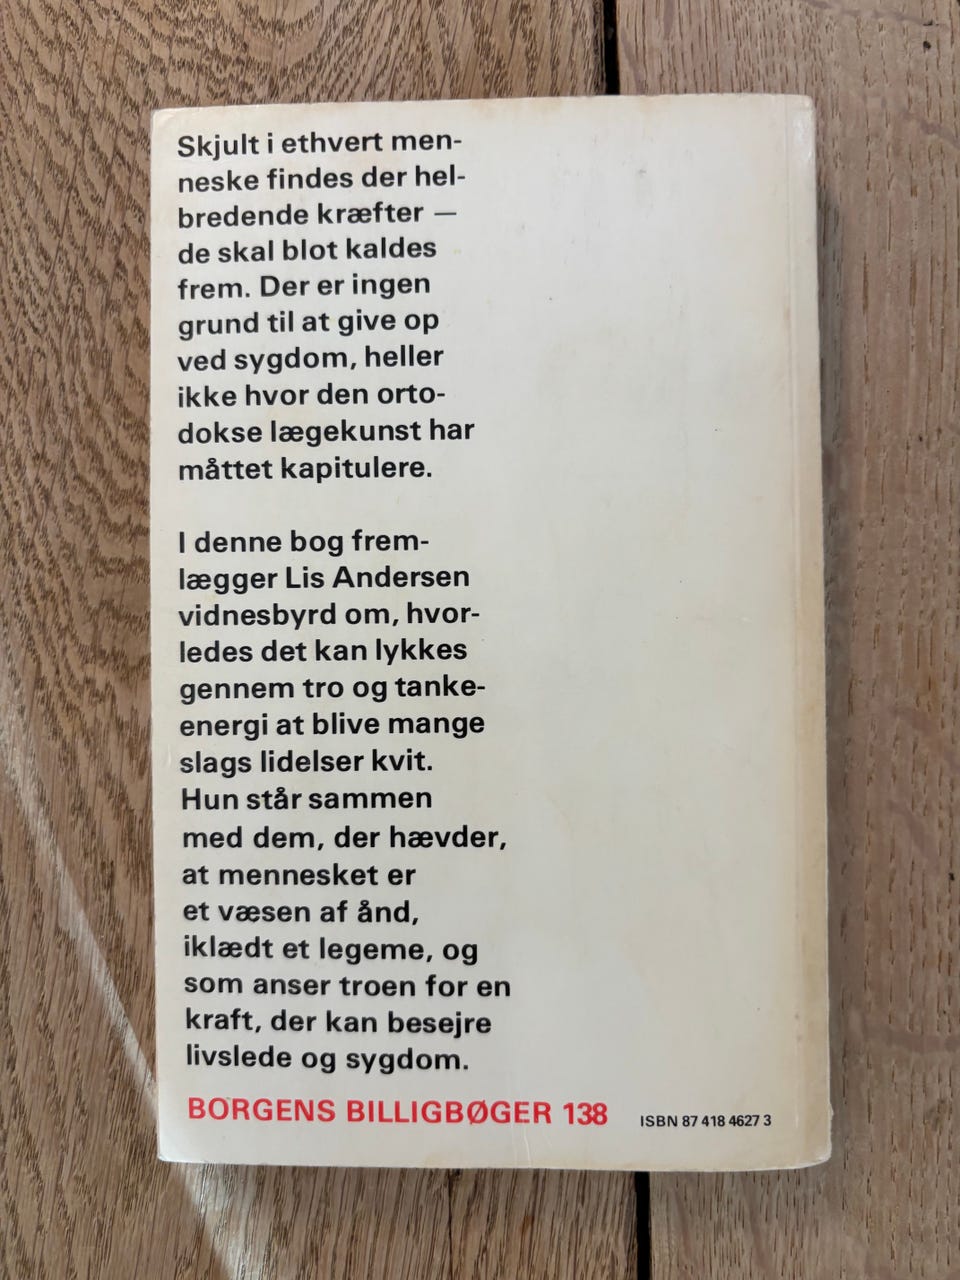 Skjult i ethvert men-
neske findes der hel-
bredende kræfter —
de skal blot kaldes
frem. Der er ingen
grund til at give op
ved sygdom, heller
ikke hvor den orto-
dokse lægekunst har
måttet kapitulere.
I denne bog frem-
lægger Lis Andersen
vidnesbyrd om, hvor-
ledes det kan lykkes
gennem tro og tanke-
energi at blive mange
slags lidelser kvit.
Hun står sammen
med dem, der hævder,
at mennesket er
et væsen af ånd,
iklædt et legeme, og
som anser troen for en
kraft, der kan besejre
livslede og sygdom.
BORGENS BILLIGBØGER 138
ISBN 87 418 4627 3